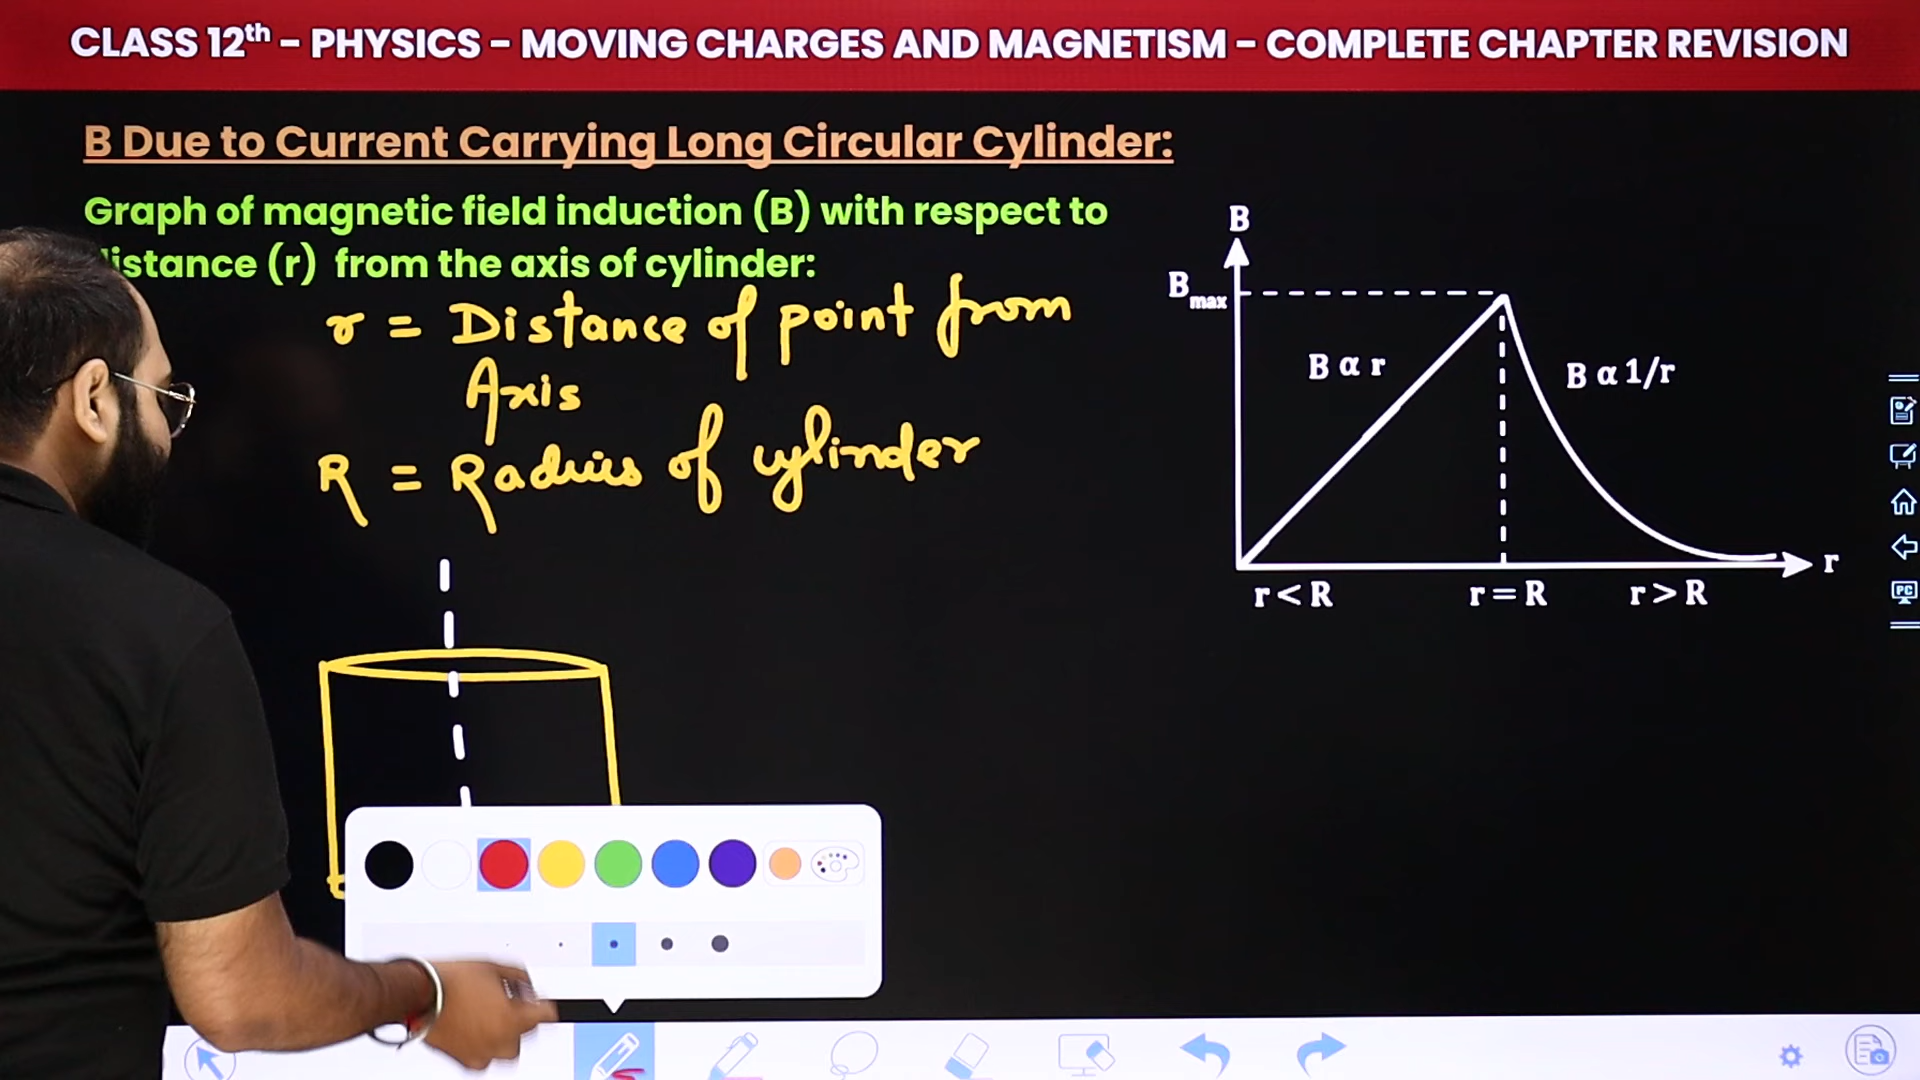 CLASS 12th - PHYSICS - MOVING CHARGES AND MAGNETISM - COMPLETE CHAPTER REVISION
B Due to Current Carrying Long Circular Cylinder:
Graph of magnetic field induction (B) with respect to
distance (r) from the axis of cylinder:
r = Distance of point from
Axis
R = Radius of cylinder
B
Bmax
B α r
B α 1/r
r
r < R
r = R
r > R
PC